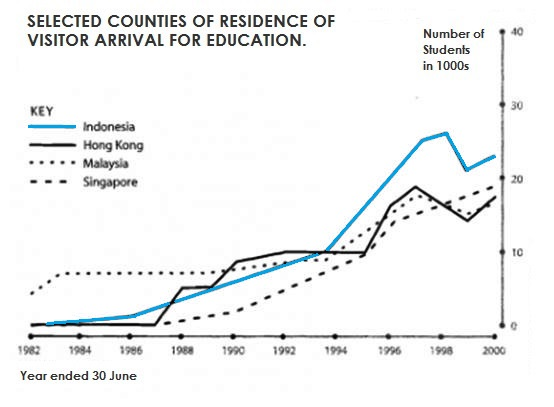 SELECTED COUNTIES OF RESIDENCE OF
VISITOR ARRIVAL FOR EDUCATION.
Number of
Students
in 1000s
KEY
Indonesia
Hong Kong
Malaysia
Singapore
40
30
20
10
0
1982 1984 1986 1988 1990 1992 1994 1996 1998 2000
Year ended 30 June